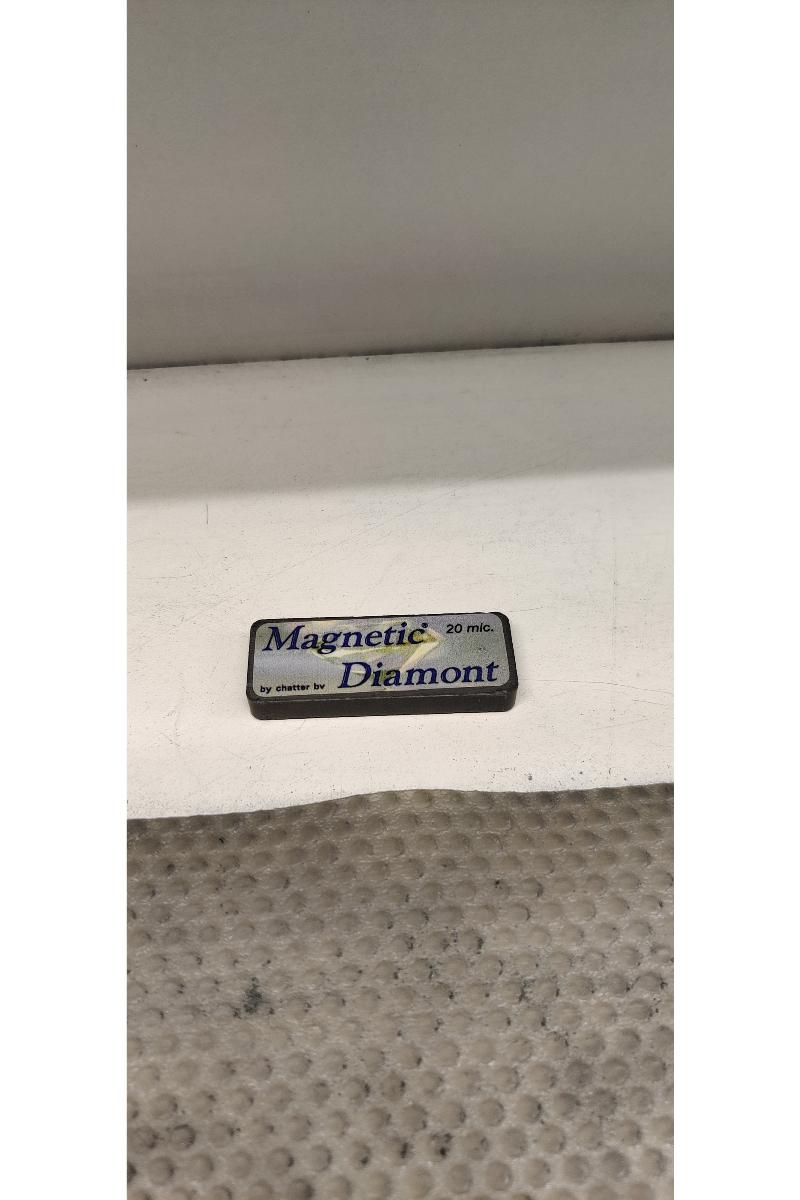 Magnetic 20 mic.
Diamont
by chatter bv